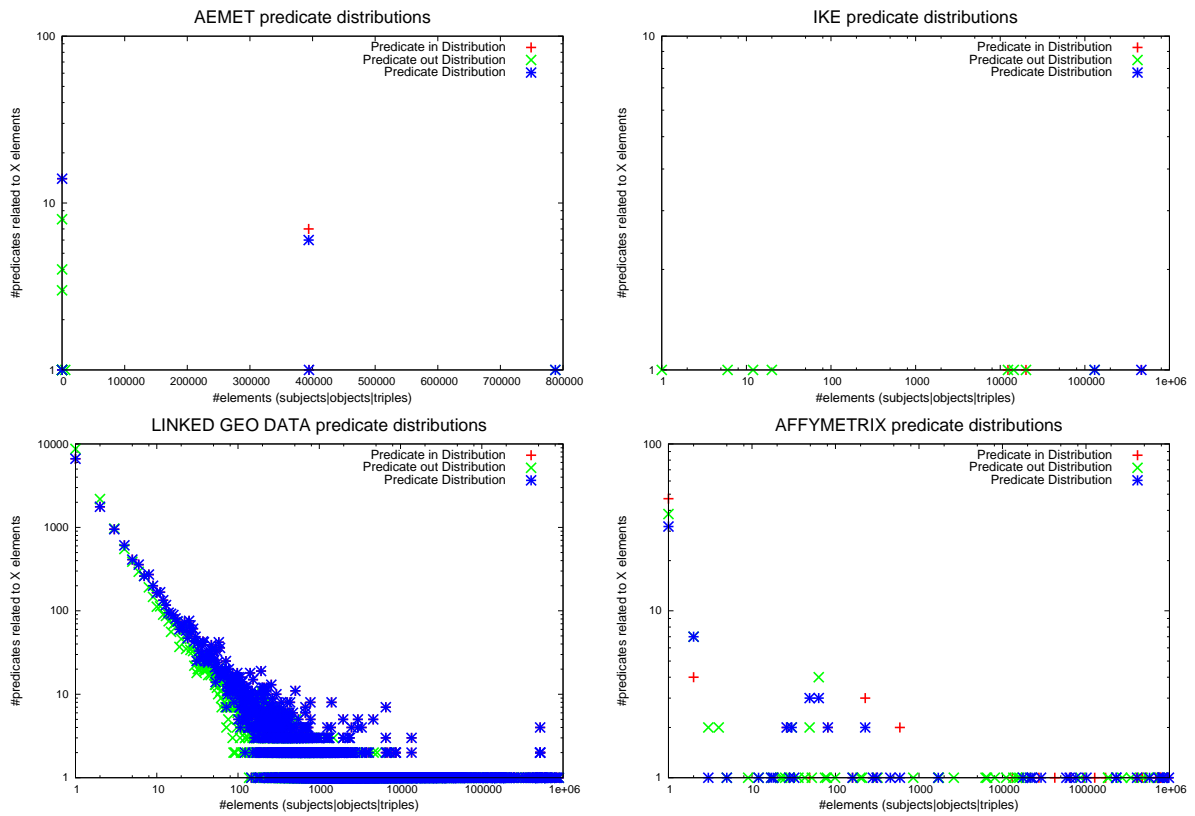 AEMET predicate distributions
Predicate in Distribution
Predicate out Distribution
Predicate Distribution
#predicates related to X elements
100
10
1
0 100000 200000 300000 400000 500000 600000 700000 800000
#elements (subjects|objects|triples)
IKE predicate distributions
Predicate in Distribution
Predicate out Distribution
Predicate Distribution
#predicates related to X elements
10
1
1 10 100 1000 10000 100000 1e+06
#elements (subjects|objects|triples)
LINKED GEO DATA predicate distributions
Predicate in Distribution
Predicate out Distribution
Predicate Distribution
#predicates related to X elements
10000
1000
100
10
1
1 10 100 1000 10000 100000 1e+06
#elements (subjects|objects|triples)
AFFYMETRIX predicate distributions
Predicate in Distribution
Predicate out Distribution
Predicate Distribution
#predicates related to X elements
100
10
1
1 10 100 1000 10000 100000 1e+06
#elements (subjects|objects|triples)